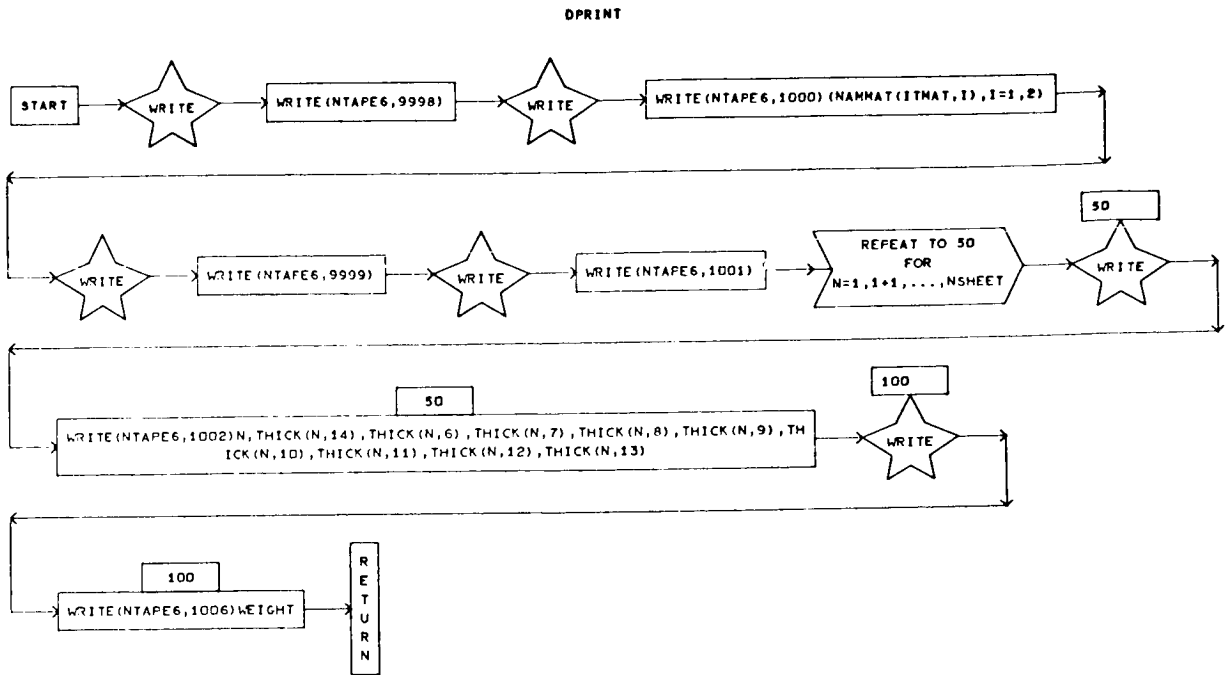 DPRINT
START
WRITE
WRITE(NTAPE6,9998)
WRITE
WRITE(NTAPE6,1000)(NAMMAT(ITMAT,I),I=1,2)
50
WRITE
WRITE(NTAPE6,9999)
WRITE
WRITE(NTAPE6,1001)
REPEAT TO 50
FOR
N=1,1+1,...,NSHEET
WRITE
100
50
WRITE(NTAPE6,1002)N,THICK(N,14),THICK(N,6),THICK(N,7),THICK(N,8),THICK(N,9),TH
ICK(N,10),THICK(N,11),THICK(N,12),THICK(N,13)
WRITE
100
WRITE(NTAPE6,1006)WEIGHT
RETURN